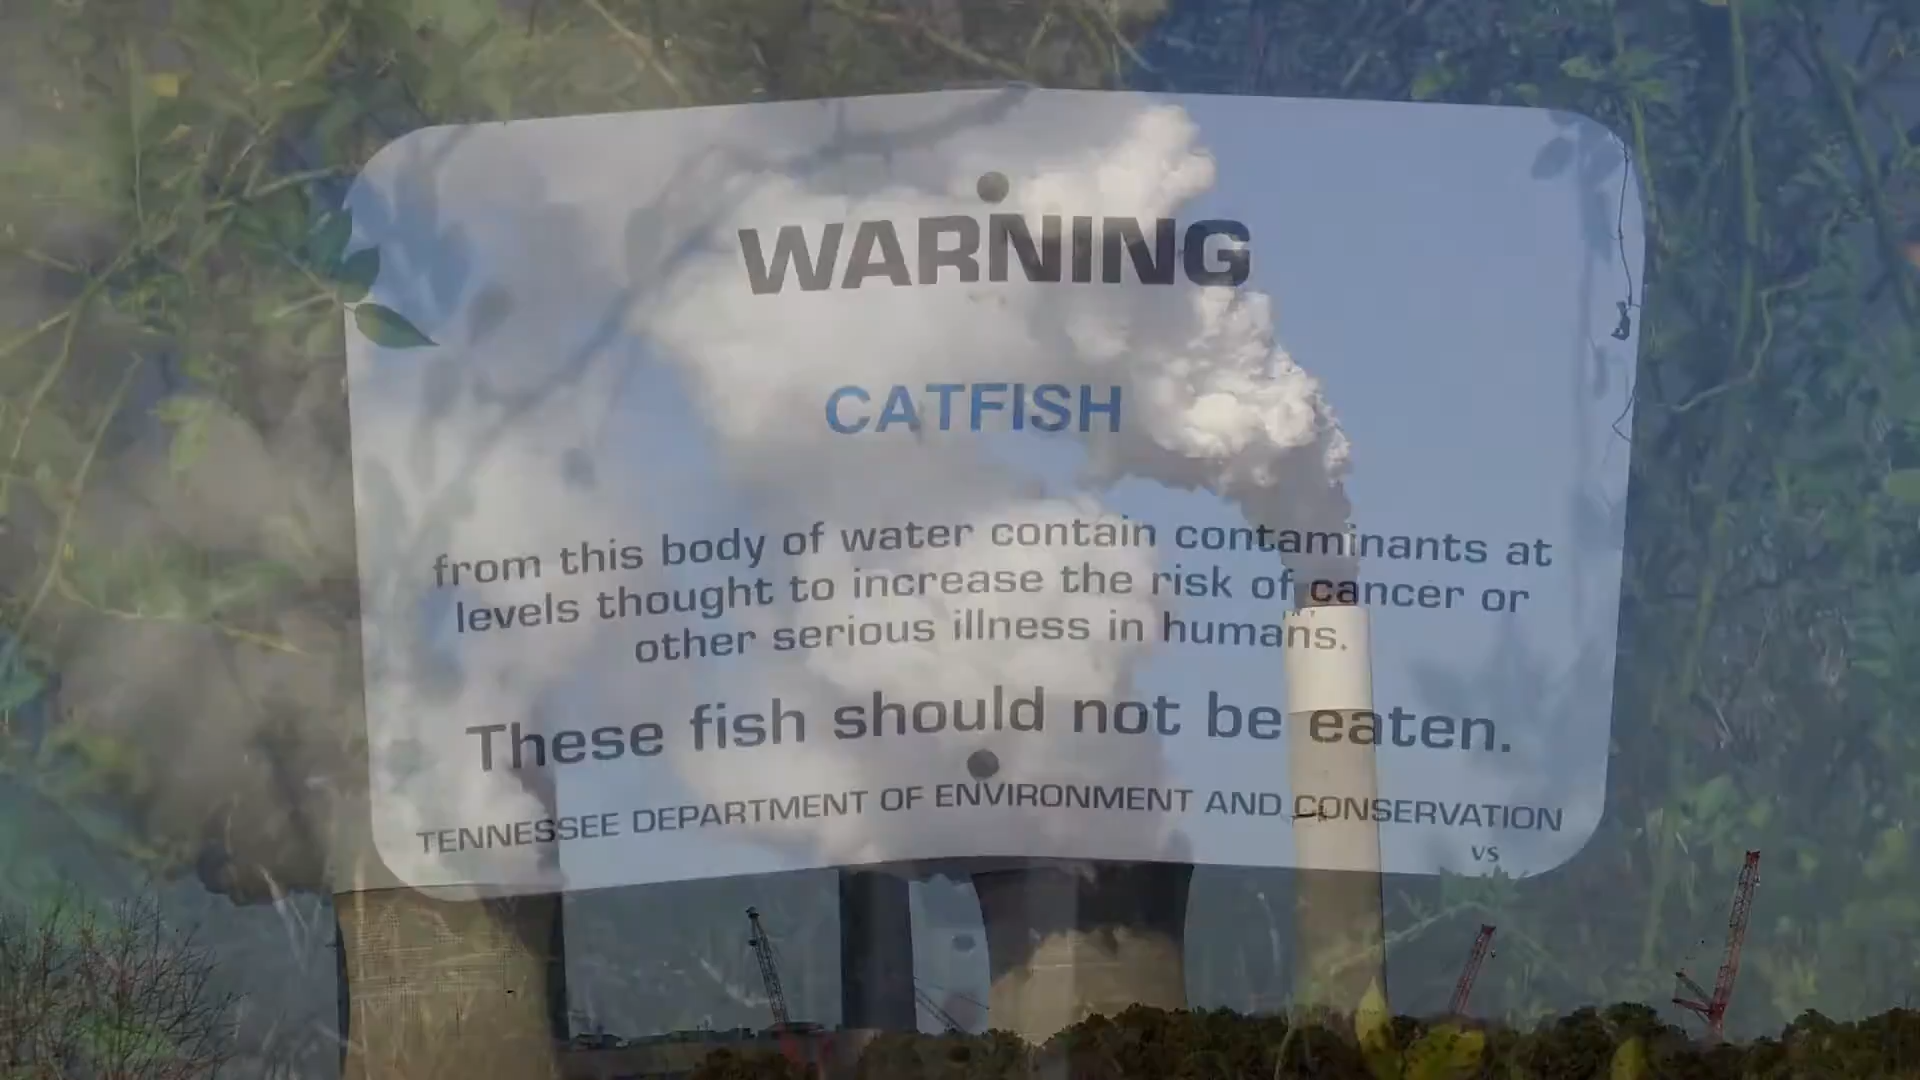 WARNING
CATFISH
from this body of water contain contaminants at
levels thought to increase the risk of cancer or
other serious illness in humans.
These fish should not be eaten.
TENNESSEE DEPARTMENT OF ENVIRONMENT AND CONSERVATION
VS